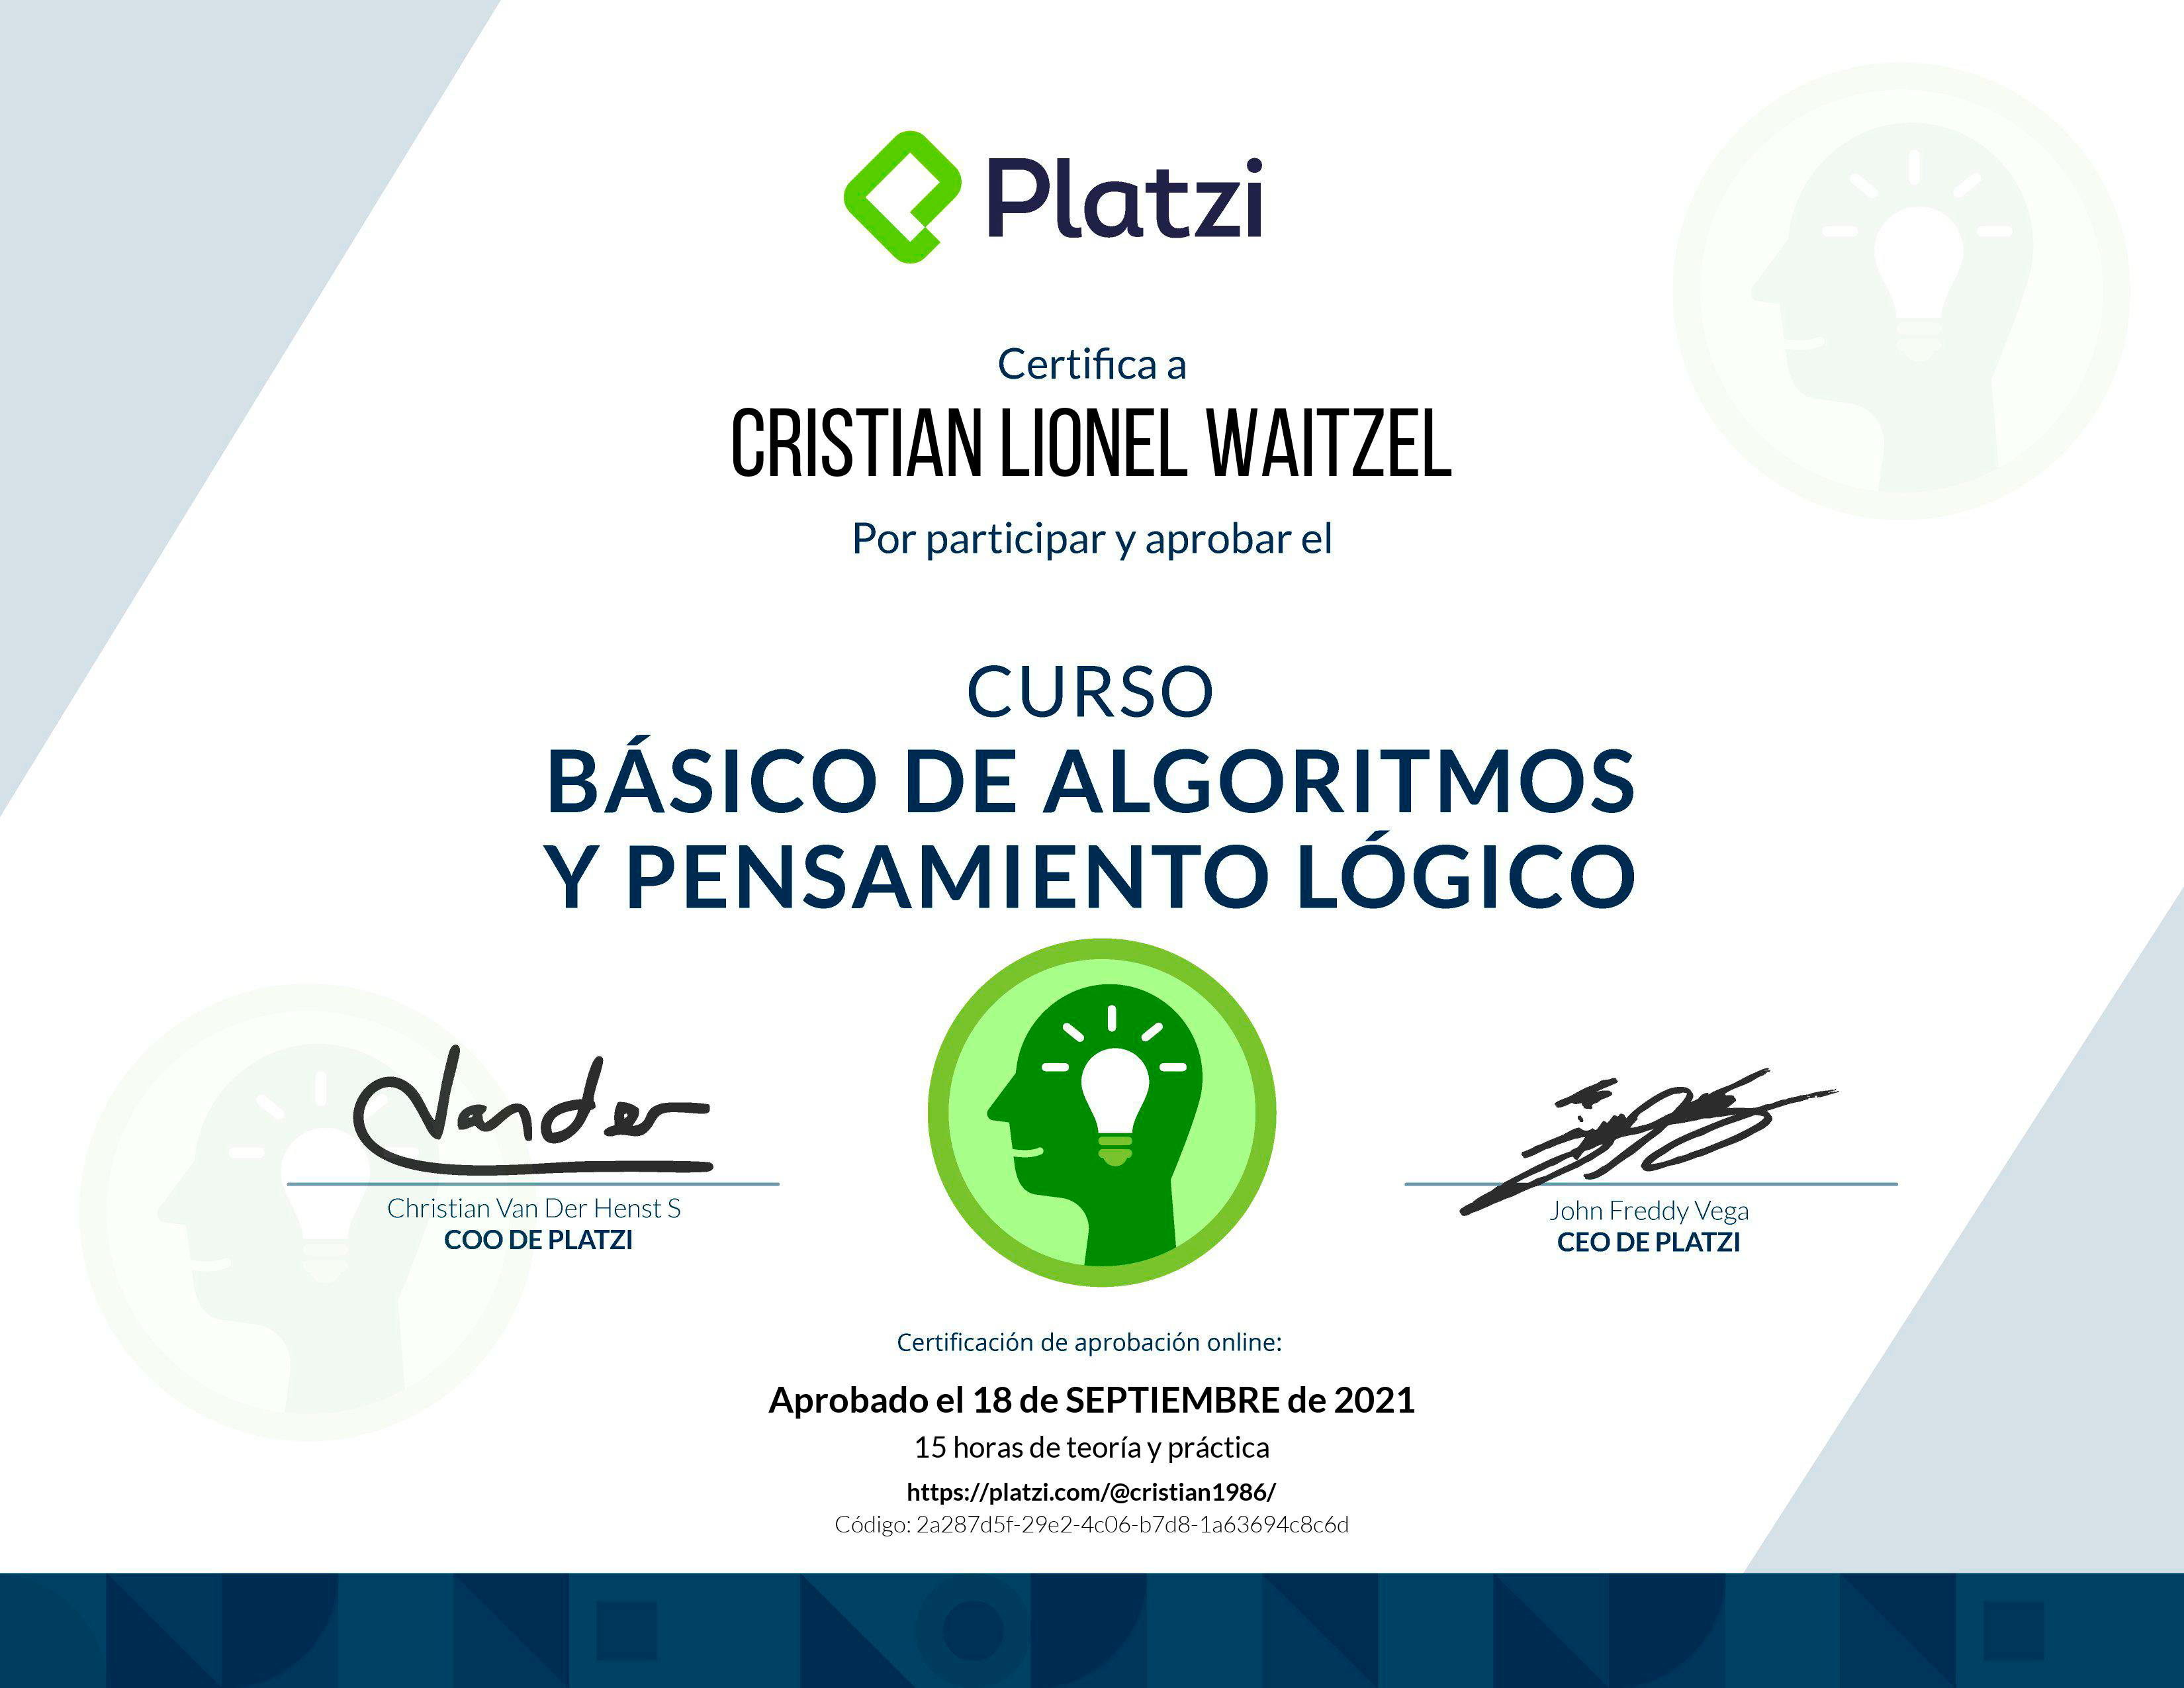 Platzi
Certifica a
CRISTIAN LIONEL WAITZEL
Por participar y aprobar el
CURSO
BÁSICO DE ALGORITMOS
Y PENSAMIENTO LÓGICO
Vander
Christian Van Der Henst S
COO DE PLATZI
John Freddy Vega
CEO DE PLATZI
Certificación de aprobación online:
Aprobado el 18 de SEPTIEMBRE de 2021
15 horas de teoría y práctica
https://platzi.com/@cristian1986/
Código: 2a287d5f-29e2-4c06-b7d8-1a63694c8c6d